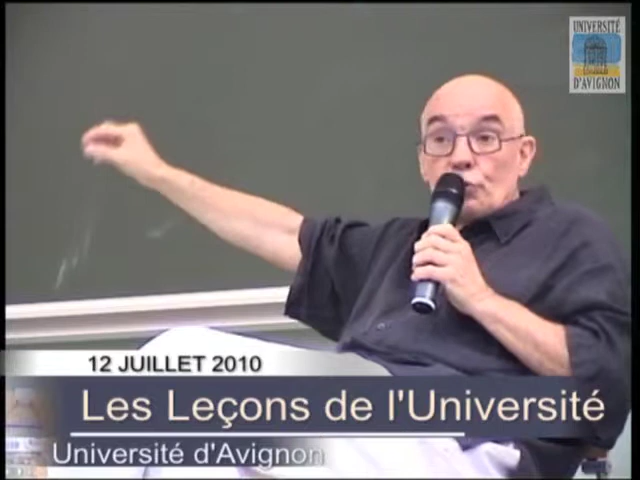 UNIVERSITÉ
D'AVIGNON
12 JUILLET 2010
Les Leçons de l'Université
Université d'Avignon